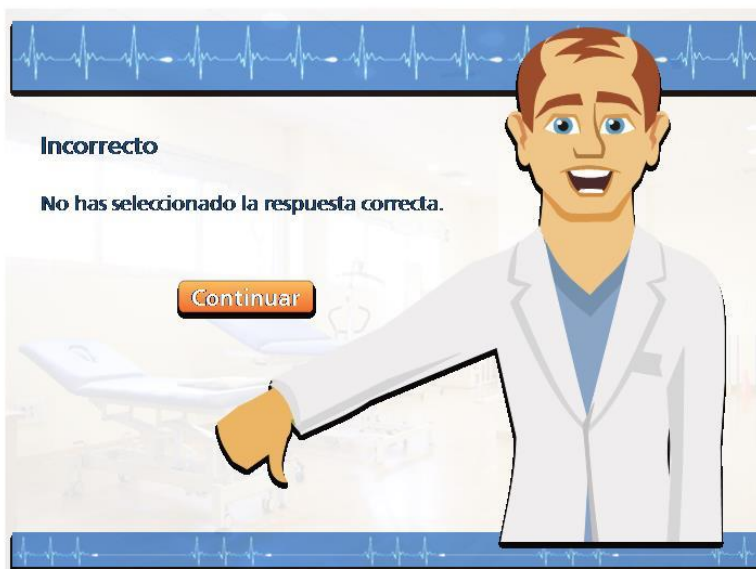 Incorrecto
No has seleccionado la respuesta correcta.
Continuar